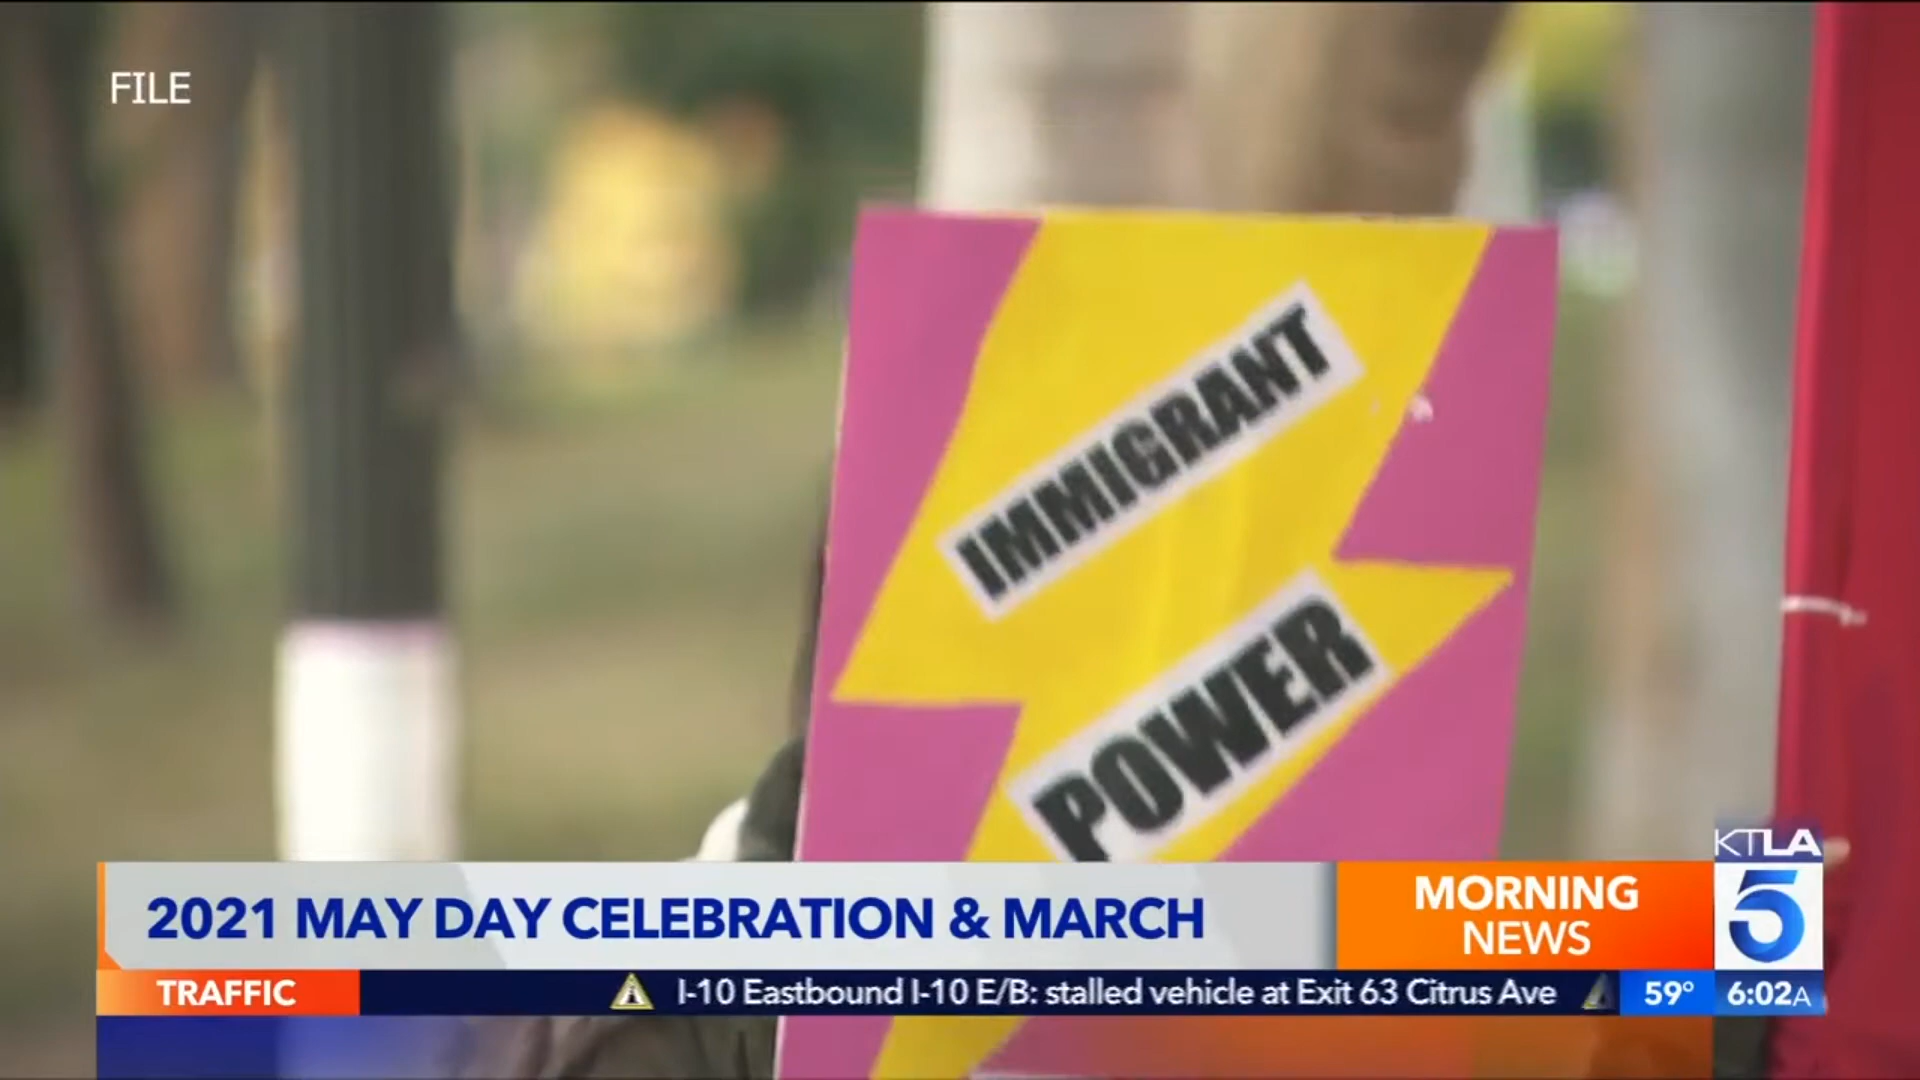 FILE
IMMIGRANT
POWER
KTLA
5
2021 MAY DAY CELEBRATION & MARCH
MORNING
NEWS
TRAFFIC
I-10 Eastbound I-10 E/B: stalled vehicle at Exit 63 Citrus Ave
59°
6:02A